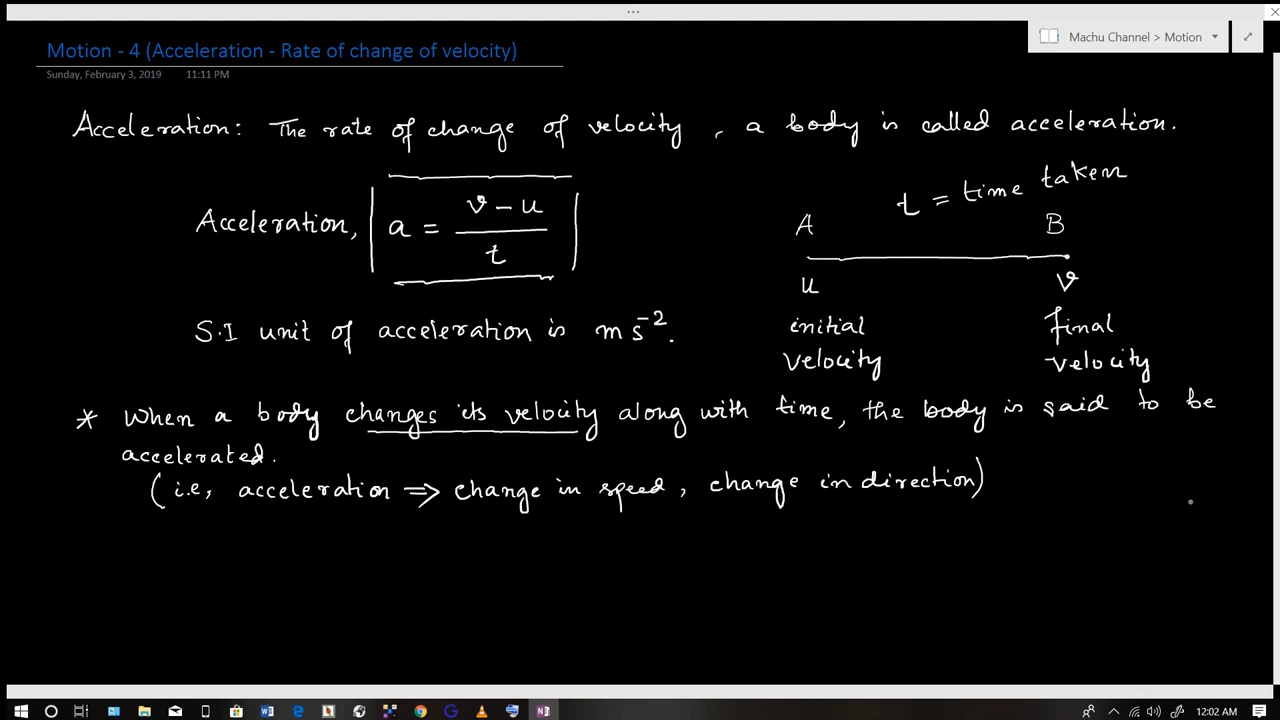 Motion - 4 (Acceleration - Rate of change of velocity)
Machu Channel > Motion
Sunday, February 3, 2019 11:11 PM
Acceleration: The rate of change of velocity, a body is called acceleration.
t = time taken
Acceleration, a = v - u / t
A B
u v
initial final
velocity velocity
S.I unit of acceleration is ms⁻².
* When a body changes its velocity along with time, the body is said to be
accelerated.
(i.e, acceleration ⇒ change in speed, change in direction)
12:02 AM